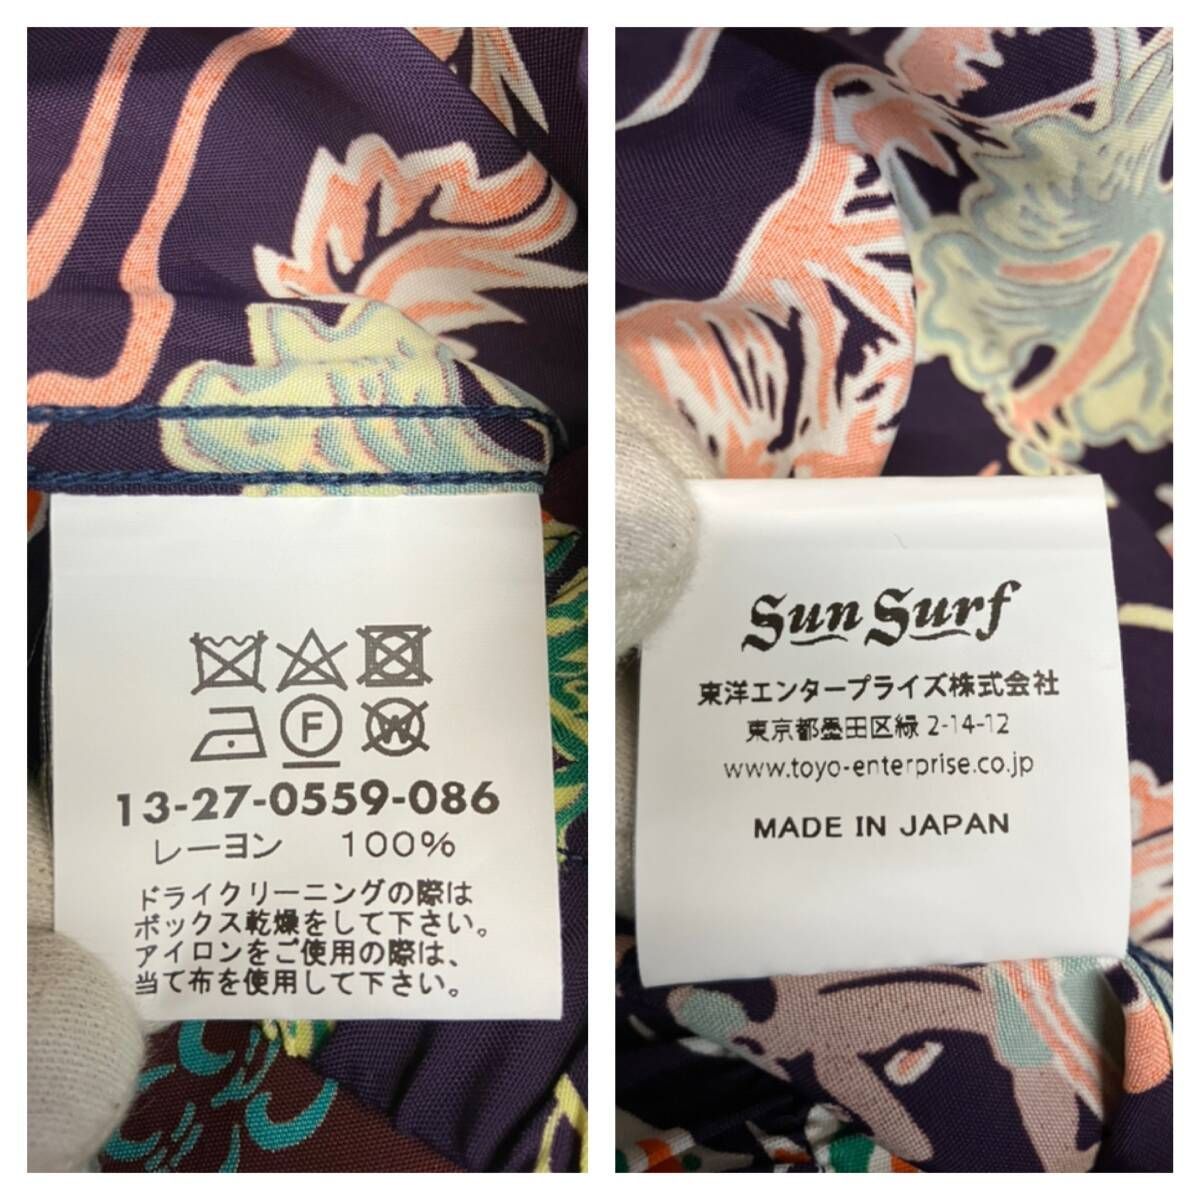 F
W
13-27-0559-086
レーヨン 100%
ドライクリーニングの際は
ボックス乾燥をして下さい。
アイロンをご使用の際は、
当て布を使用して下さい。
Sun Surf
東洋エンタープライズ株式会社
東京都墨田区緑 2-14-12
www.toyo-enterprise.co.jp
MADE IN JAPAN